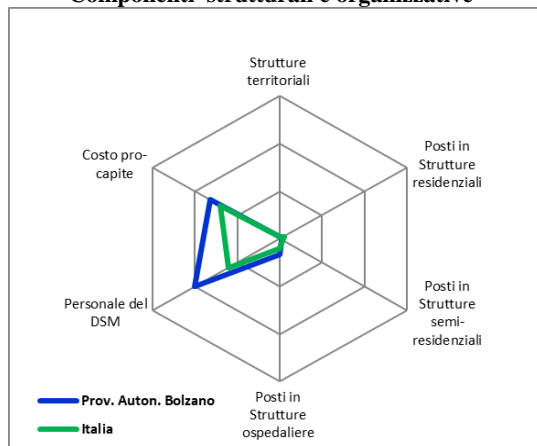 Componenti strutturali e organizzative
Strutture
territoriali
Costo pro-
capite
Posti in
Strutture
residenziali
Personale del
DSM
Posti in
Strutture
semi-
residenziali
Posti in
Strutture
ospedaliere
Prov. Auton. Bolzano
Italia